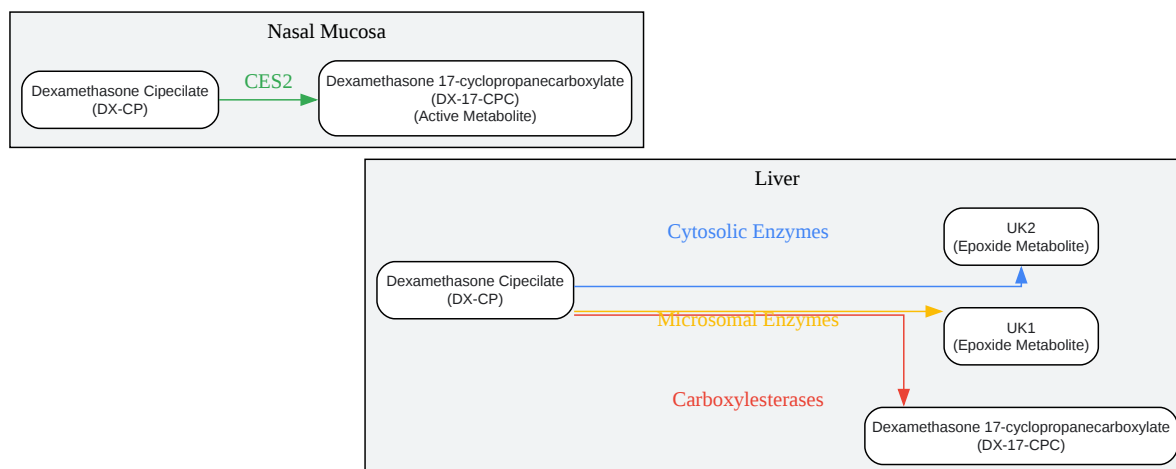 Nasal Mucosa
CES2
Dexamethasone Cipecilate
(DX-CP)
Dexamethasone 17-cyclopropanecarboxylate
(DX-17-CPC)
(Active Metabolite)
Liver
Cytosolic Enzymes
UK2
(Epoxide Metabolite)
Dexamethasone Cipecilate
(DX-CP)
Microsomal Enzymes
UK1
(Epoxide Metabolite)
Carboxylesterases
Dexamethasone 17-cyclopropanecarboxylate
(DX-17-CPC)